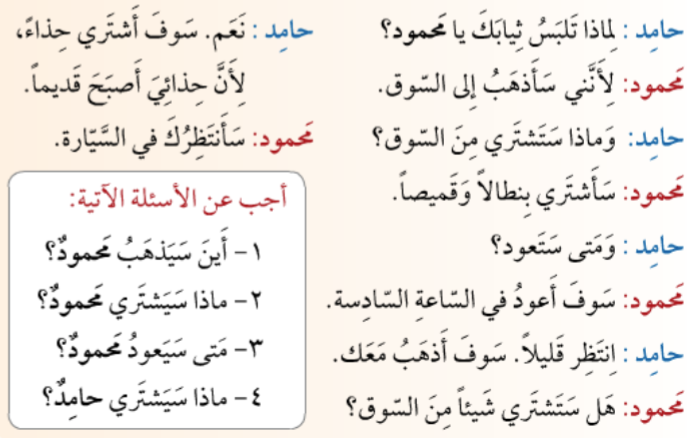 حامِد : لِماذا تَلبَسُ ثِيابَكَ يا مَحمود؟
مَحمود: لِأَنَّني سَأَذهَبُ إلى السّوق.
حامِد: وَماذا سَتَشتَري مِنَ السّوق؟
مَحمود: سَأَشتَري بِنطالاً وَقَميصاً.
حامِد : وَمَتى سَتَعود؟
مَحمود: سَوفَ أَعودُ في السّاعةِ السّادِسة.
حامِد : اِنتَظِر قَليلاً. سَوفَ أَذهَبُ مَعَك.
مَحمود: هَل سَتَشتَري شَيئاً مِنَ السّوق؟
حامِد : نَعَم. سَوفَ أَشتَري حِذاءً،
لِأَنَّ حِذائِيَ أَصبَحَ قَديماً.
مَحمود: سَأَنتَظِرُكَ في السَّيّارة.
أجب عن الأسئلة الآتية:
١- أَينَ سَيَذهَبُ مَحمودٌ؟
٢- ماذا سَيَشتَري مَحمودٌ؟
٣- مَتى سَيَعودُ مَحمودٌ؟
٤- ماذا سَيَشتَري حامِدٌ؟